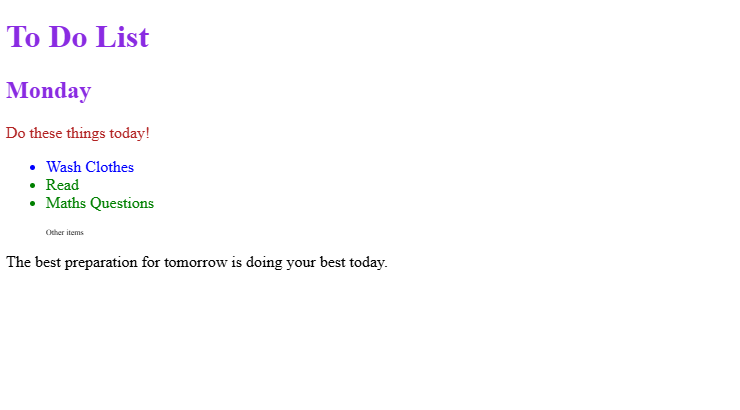 To Do List
Monday
Do these things today!
Wash Clothes
Read
Maths Questions
Other items
The best preparation for tomorrow is doing your best today.